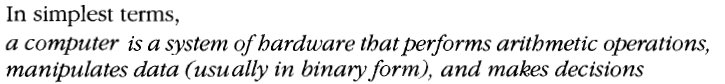 In simplest terms,
a computer is a system of hardware that performs arithmetic operations,
manipulates data (usually in binary form), and makes decisions